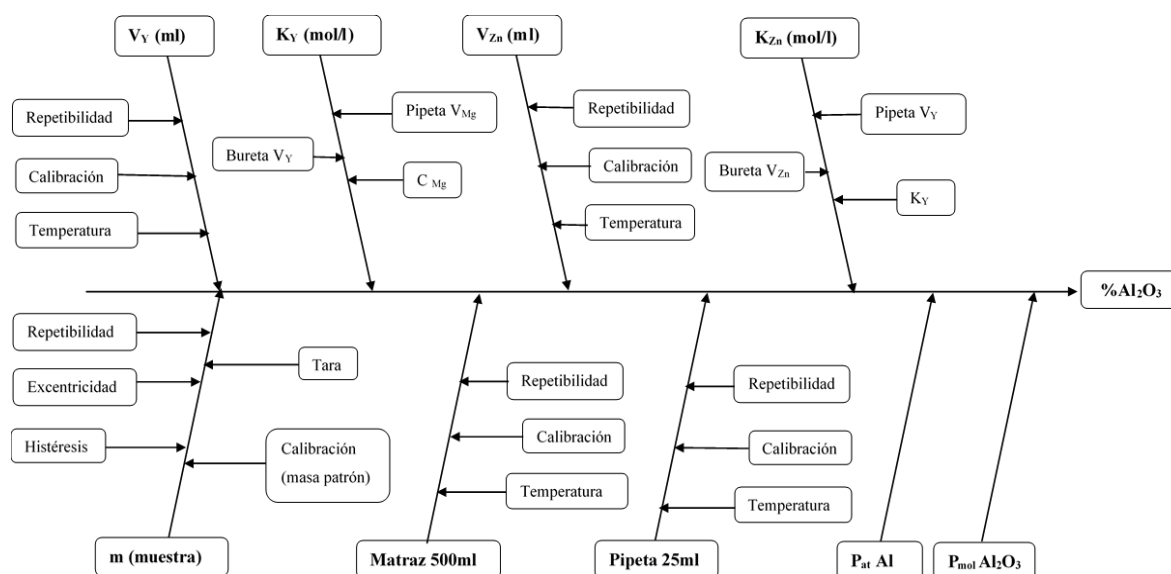 V_Y (ml)
K_Y (mol/l)
V_Zn (ml)
K_Zn (mol/l)
Repetibilidad
Calibración
Temperatura
Pipeta V_Mg
Bureta V_Y
C _Mg
Repetibilidad
Calibración
Temperatura
Pipeta V_Y
Bureta V_Zn
K_Y
%Al₂O₃
Repetibilidad
Tara
Excentricidad
Histéresis
Calibración
(masa patrón)
Repetibilidad
Calibración
Temperatura
Repetibilidad
Calibración
Temperatura
m (muestra)
Matraz 500ml
Pipeta 25ml
P_at Al
P_mol Al₂O₃